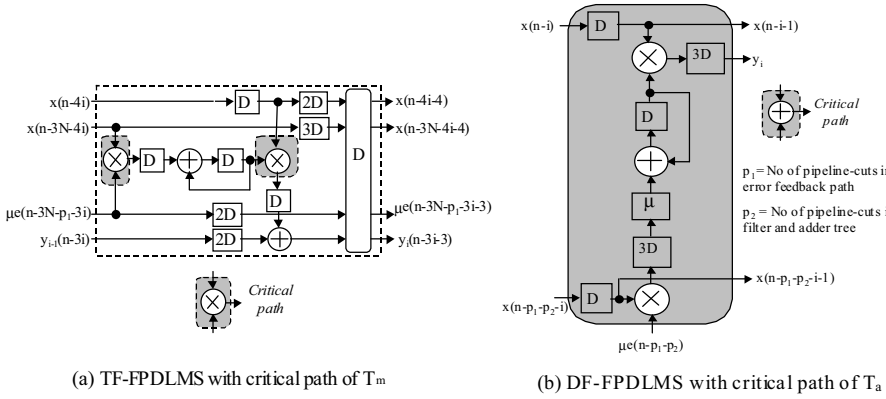 x(n-4i)
D
2D
x(n-4i-4)
x(n-3N-4i)
3D
x(n-3N-4i-4)
D
D
D
D
μe(n-3N-p₁-3i)
2D
μe(n-3N-p₁-3i-3)
yᵢ₋₁(n-3i)
2D
yᵢ(n-3i-3)
Critical
path
(a) TF-FPDLMS with critical path of Tₘ
x(n-i)
D
x(n-i-1)
3D
yᵢ
D
Critical
path
μ
3D
p₁= No of pipeline-cuts in
error feedback path
p₂ = No of pipeline-cuts i
filter and adder tree
x(n-p₁-p₂-i-1)
x(n-p₁-p₂-i)
D
μe(n-p₁-p₂)
(b) DF-FPDLMS with critical path of Tₐ